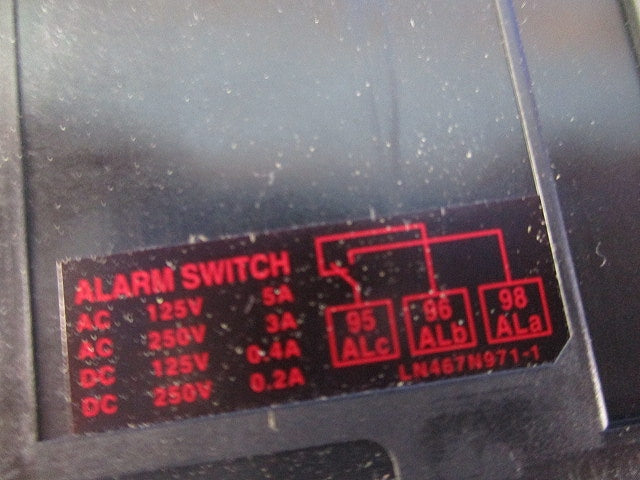 ALARM SWITCH
AC 125V 5A
AC 250V 3A
DC 125V 0.4A
DC 250V 0.2A
95 96 98
ALc ALb ALa
LN467N971-1